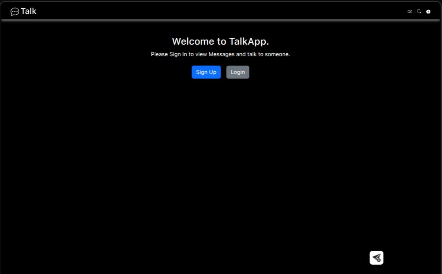 Talk
Welcome to TalkApp.
Please Sign in to view Messages and talk to someone.
Sign Up
Login